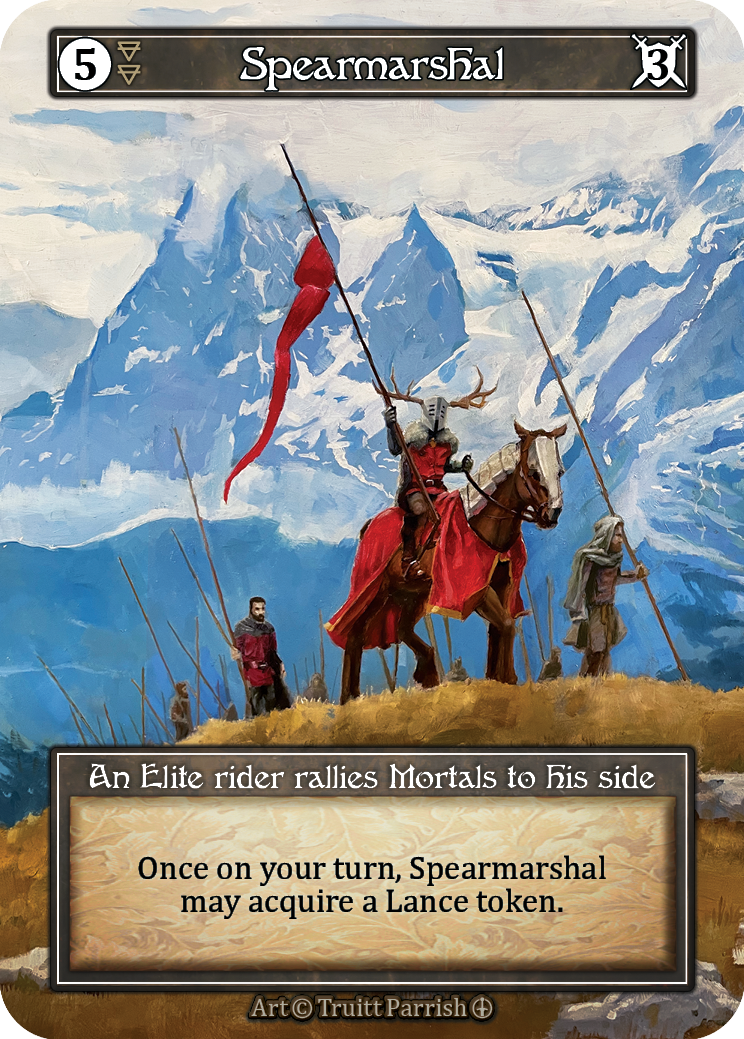 5 Spearmarshal 3
An Elite rider rallies Mortals to his side
Once on your turn, Spearmarshal
may acquire a Lance token.
Art © Truitt Parrish